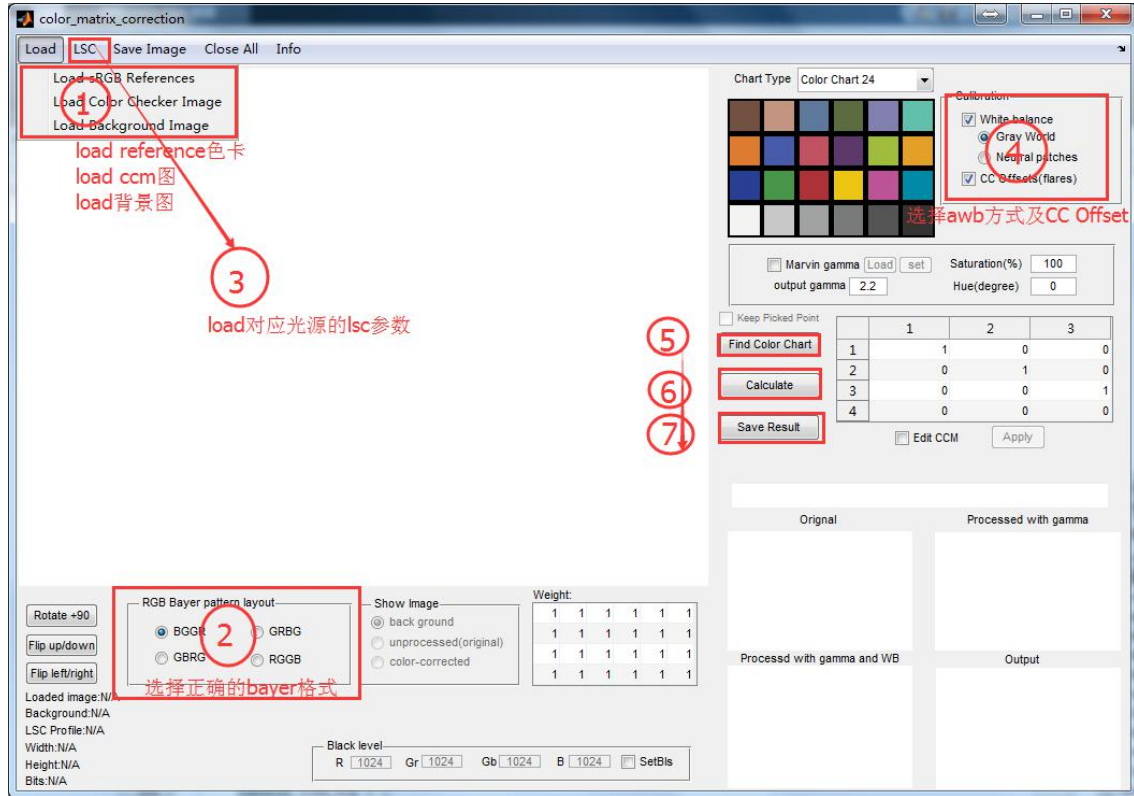 color_matrix_correction
Load LSC Save Image Close All Info
Load sRGB References
Load Color Checker Image
Load Background Image
①
load reference色卡
load ccm图
load背景图
③
load对应光源的lsc参数
Chart Type Color Chart 24
Calibration
White balance
Gray World
Neutral patches
CC Offsets(flares)
④
选择awb方式及CC Offset
Marvin gamma Load set Saturation(%) 100
output gamma 2.2 Hue(degree) 0
Keep Picked Point
⑤
Find Color Chart
⑥
Calculate
⑦
Save Result
1 2 3
1 1 0 0
2 0 1 0
3 0 0 1
4 0 0 0
Edit CCM Apply
Orignal Processed with gamma
Processd with gamma and WB Output
Rotate +90
Flip up/down
Flip left/right
RGB Bayer pattern layout
BGGR GRBG
GBRG RGGB
②
选择正确的bayer格式
Show Image
back ground
unprocessed(original)
color-corrected
Weight:
1 1 1 1 1 1
1 1 1 1 1 1
1 1 1 1 1 1
1 1 1 1 1 1
Loaded image:N/A
Background:N/A
LSC Profile:N/A
Width:N/A
Height:N/A
Bits:N/A
Black level
R 1024 Gr 1024 Gb 1024 B 1024 SetBls